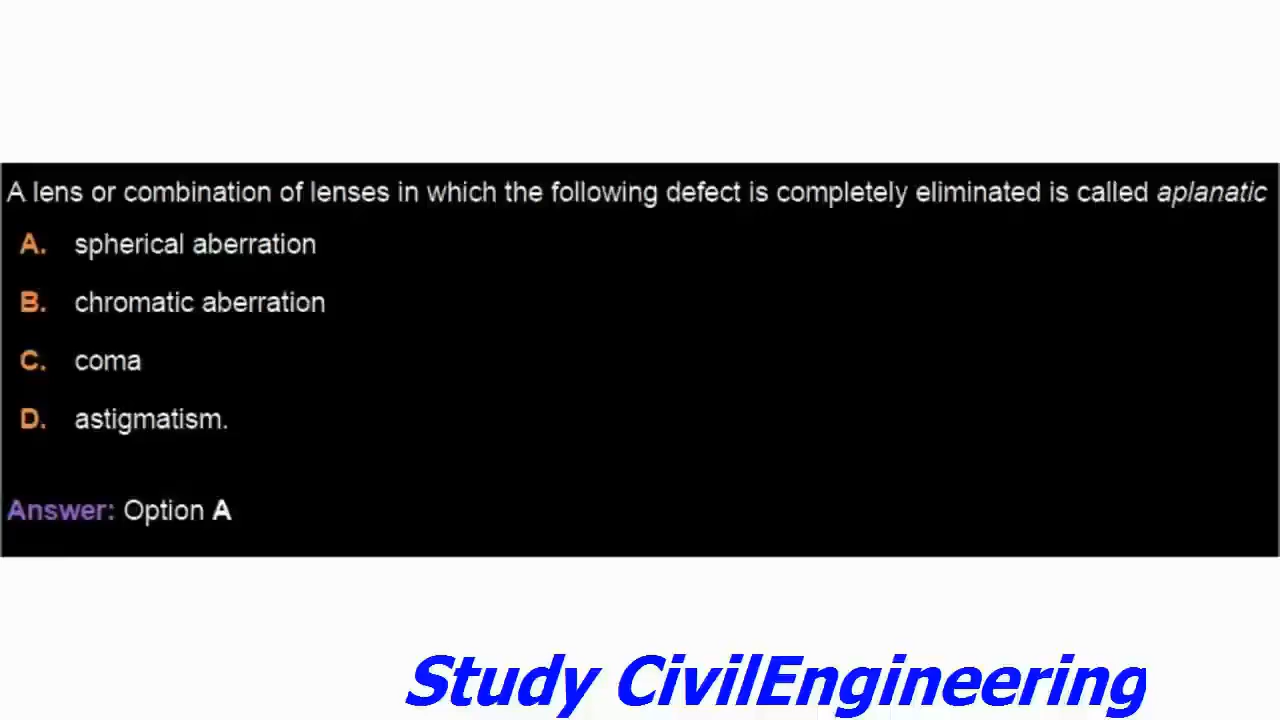 A lens or combination of lenses in which the following defect is completely eliminated is called aplanatic
A. spherical aberration
B. chromatic aberration
C. coma
D. astigmatism.
Answer: Option A
Study CivilEngineering